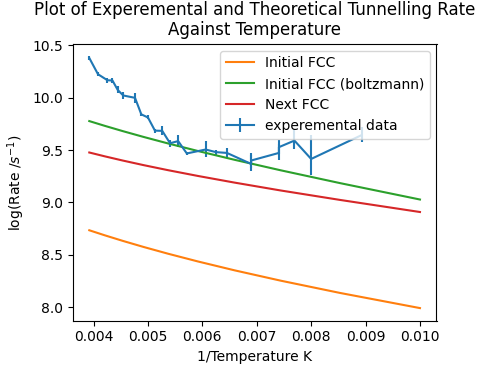 Plot of Experemental and Theoretical Tunnelling Rate
Against Temperature
10.5
10.0
9.5
9.0
8.5
8.0
log(Rate /s⁻¹)
Initial FCC
Initial FCC (boltzmann)
Next FCC
experemental data
0.004 0.005 0.006 0.007 0.008 0.009 0.010
1/Temperature K